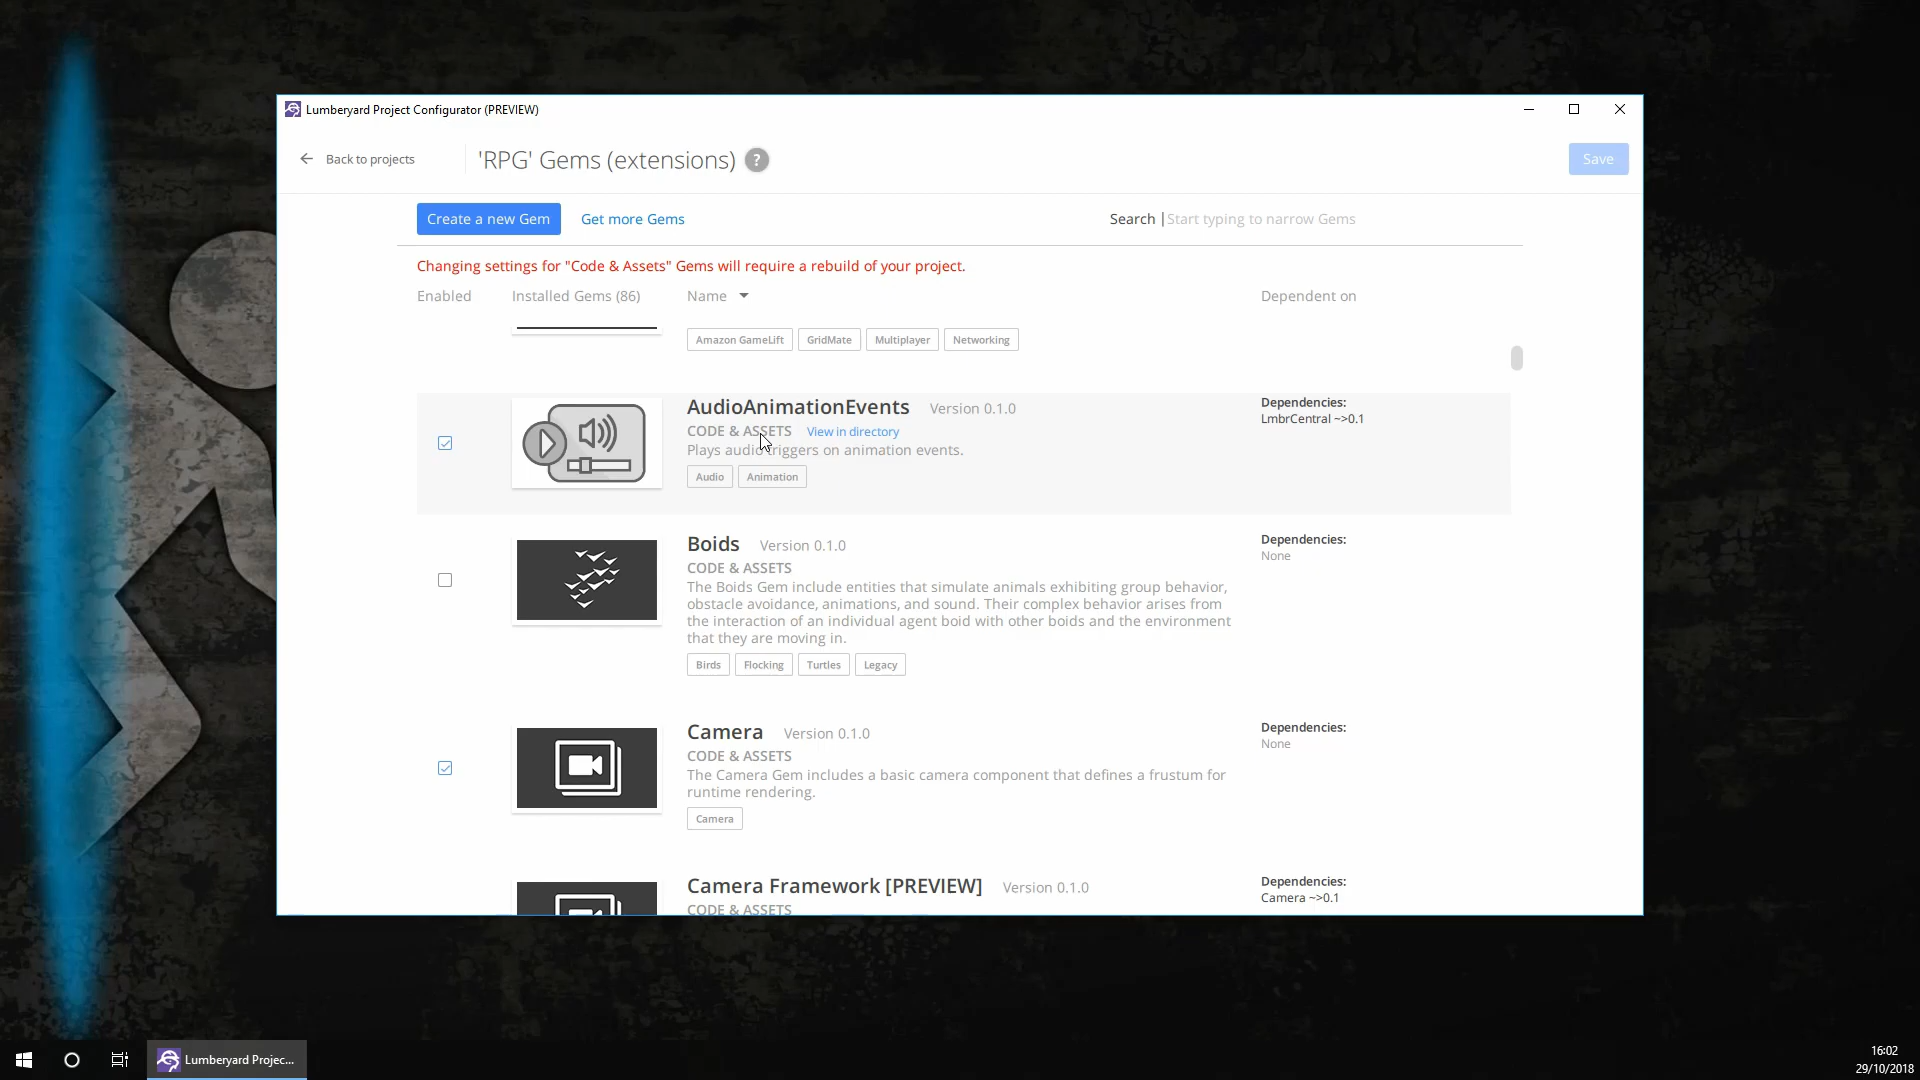 Lumberyard Project Configurator (PREVIEW)
Back to projects
'RPG' Gems (extensions) ?
Save
Create a new Gem
Get more Gems
Search Start typing to narrow Gems
Changing settings for "Code & Assets" Gems will require a rebuild of your project.
Enabled
Installed Gems (86)
Name
Dependent on
Amazon GameLift
GridMate
Multiplayer
Networking
AudioAnimationEvents Version 0.1.0
CODE & ASSETS View in directory
Plays audio triggers on animation events.
Audio
Animation
Dependencies:
LmbrCentral ~>0.1
Boids Version 0.1.0
CODE & ASSETS
The Boids Gem include entities that simulate animals exhibiting group behavior,
obstacle avoidance, animations, and sound. Their complex behavior arises from
the interaction of an individual agent boid with other boids and the environment
that they are moving in.
Birds
Flocking
Turtles
Legacy
Dependencies:
None
Camera Version 0.1.0
CODE & ASSETS
The Camera Gem includes a basic camera component that defines a frustum for
runtime rendering.
Camera
Dependencies:
None
Camera Framework [PREVIEW] Version 0.1.0
CODE & ASSETS
Dependencies:
Camera ~>0.1
Lumberyard Projec...
16:02
29/10/2018